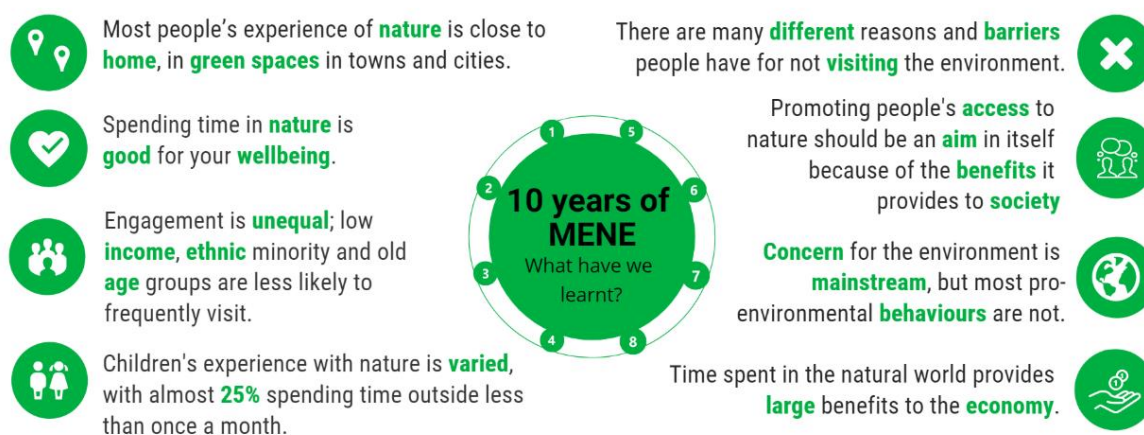 Most people’s experience of nature is close to
home, in green spaces in towns and cities.
Spending time in nature is
good for your wellbeing.
Engagement is unequal; low
income, ethnic minority and old
age groups are less likely to
frequently visit.
Children's experience with nature is varied,
with almost 25% spending time outside less
than once a month.
1
2
3
4
10 years of
MENE
What have we
learnt?
5
6
7
8
There are many different reasons and barriers
people have for not visiting the environment.
Promoting people's access to
nature should be an aim in itself
because of the benefits it
provides to society
Concern for the environment is
mainstream, but most pro-
environmental behaviours are not.
Time spent in the natural world provides
large benefits to the economy.